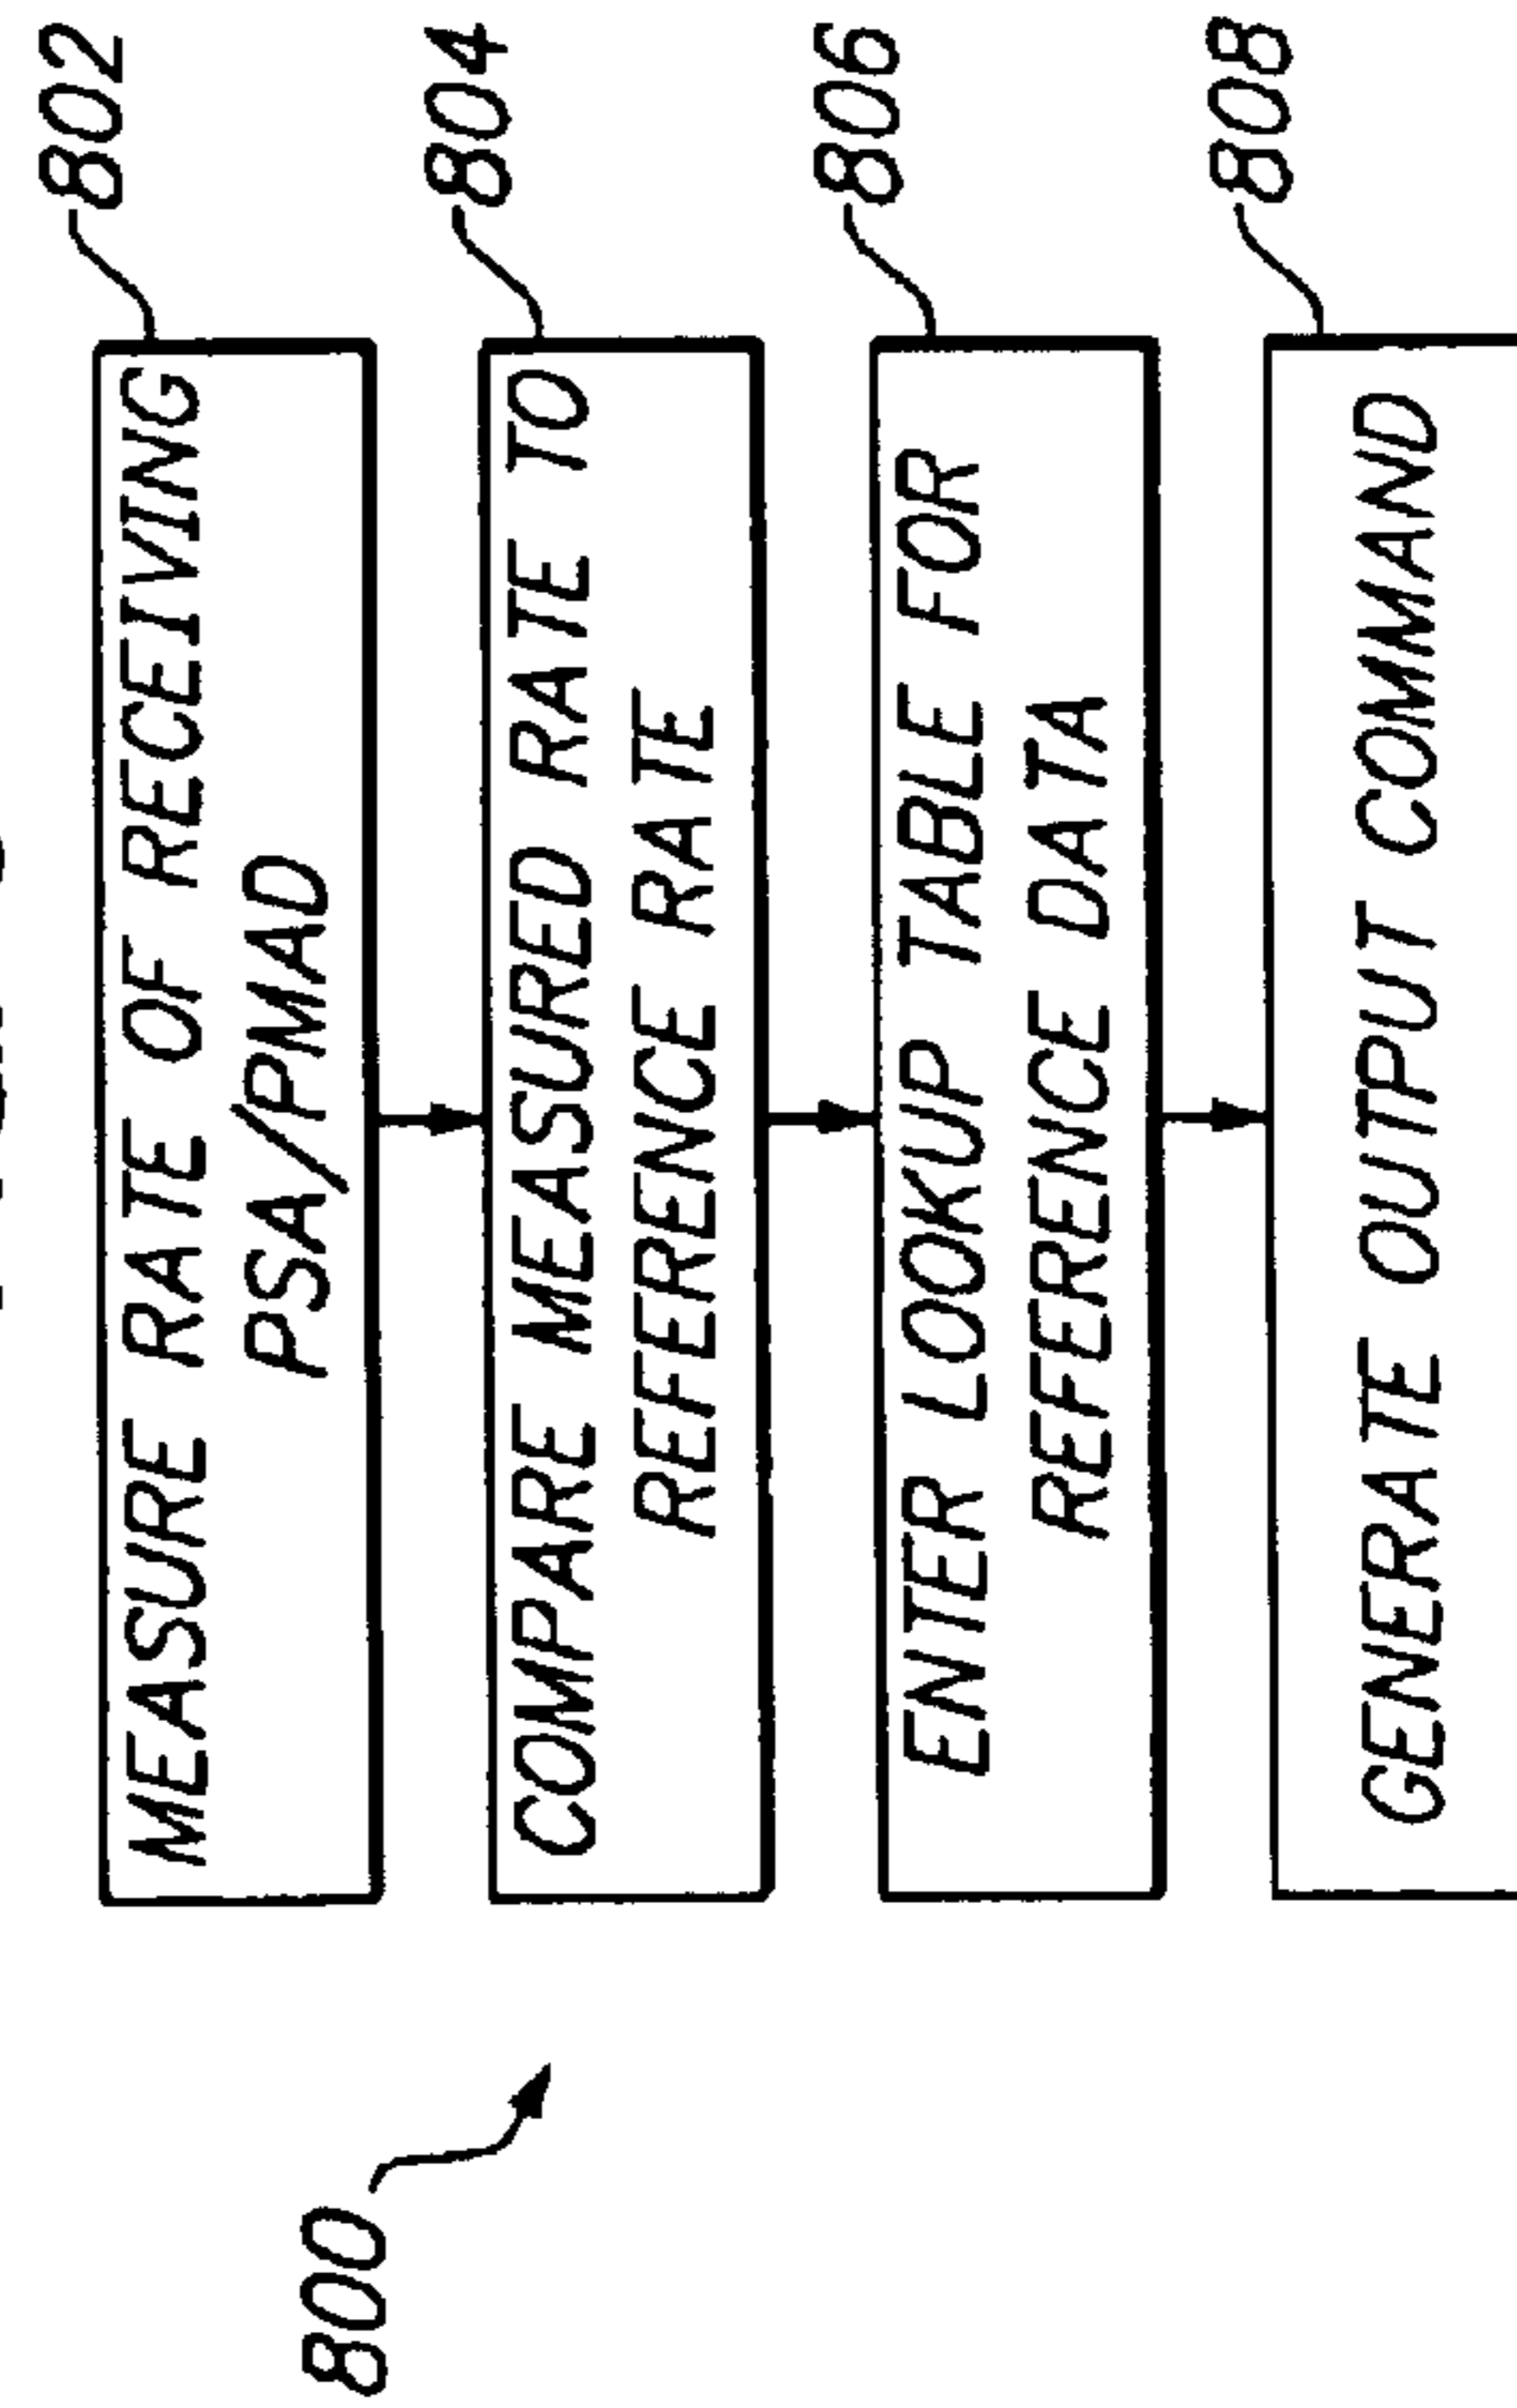 802
MEASURE RATE OF RECEIVING
PSA/PMAD
804
COMPARE MEASURED RATE TO
REFERENCE RATE
806
ENTER LOOKUP TABLE FOR
REFERENCE DATA
808
GENERATE OUTPUT COMMAND
800